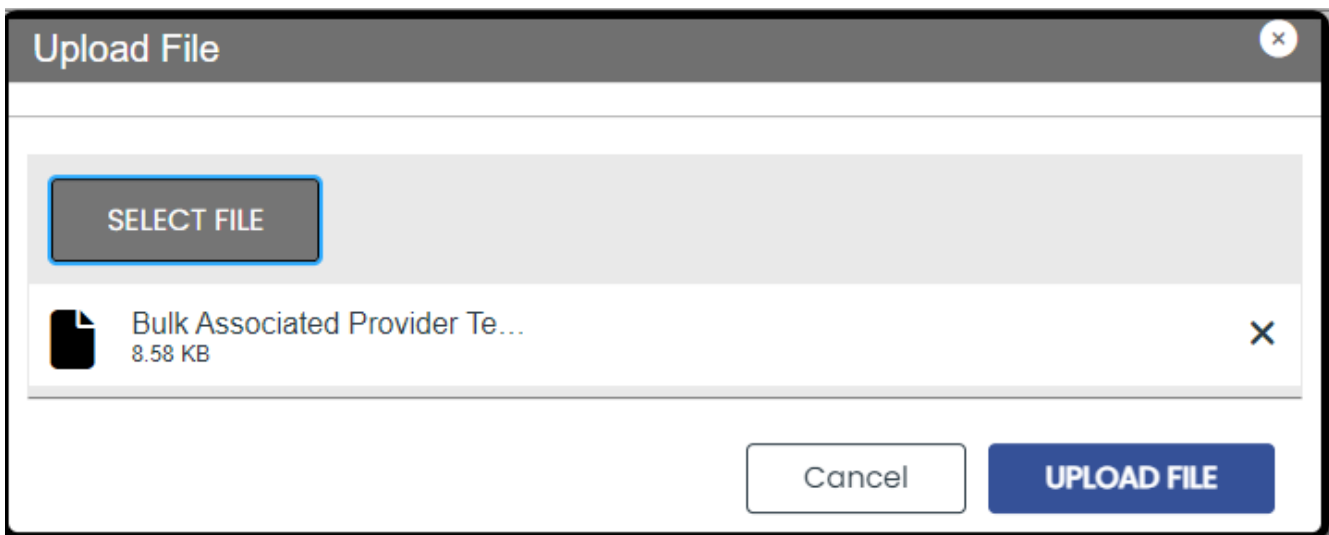 Upload File
SELECT FILE
Bulk Associated Provider Te...
8.58 KB
Cancel
UPLOAD FILE